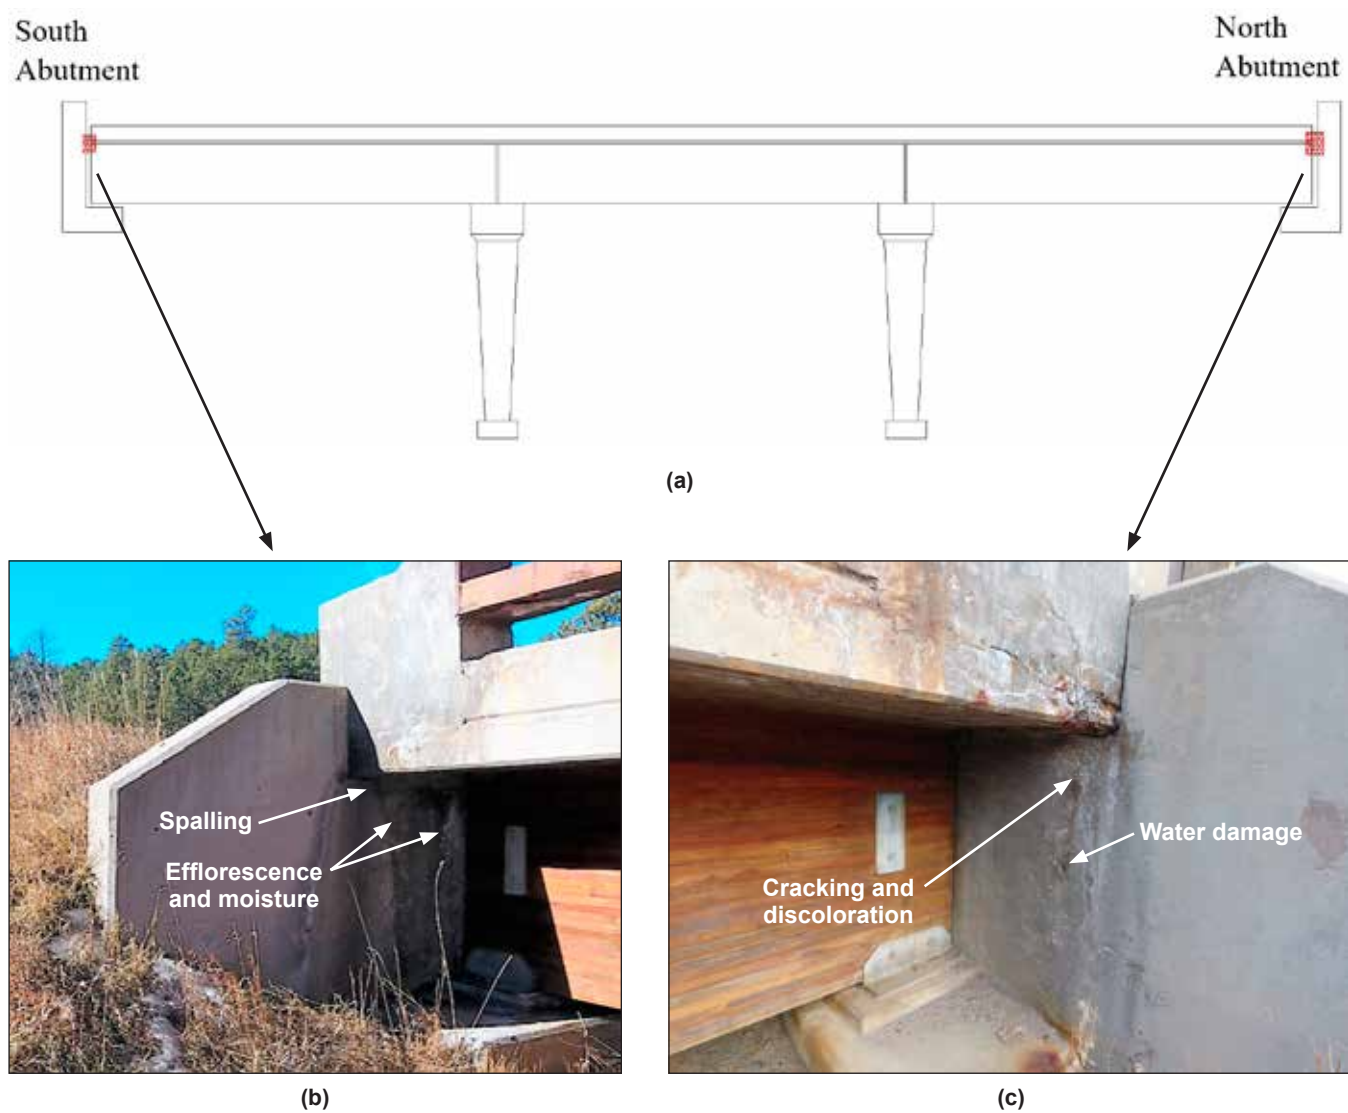 South
Abutment
North
Abutment
(a)
Spalling
Efflorescence
and moisture
(b)
Water damage
Cracking and
discoloration
(c)